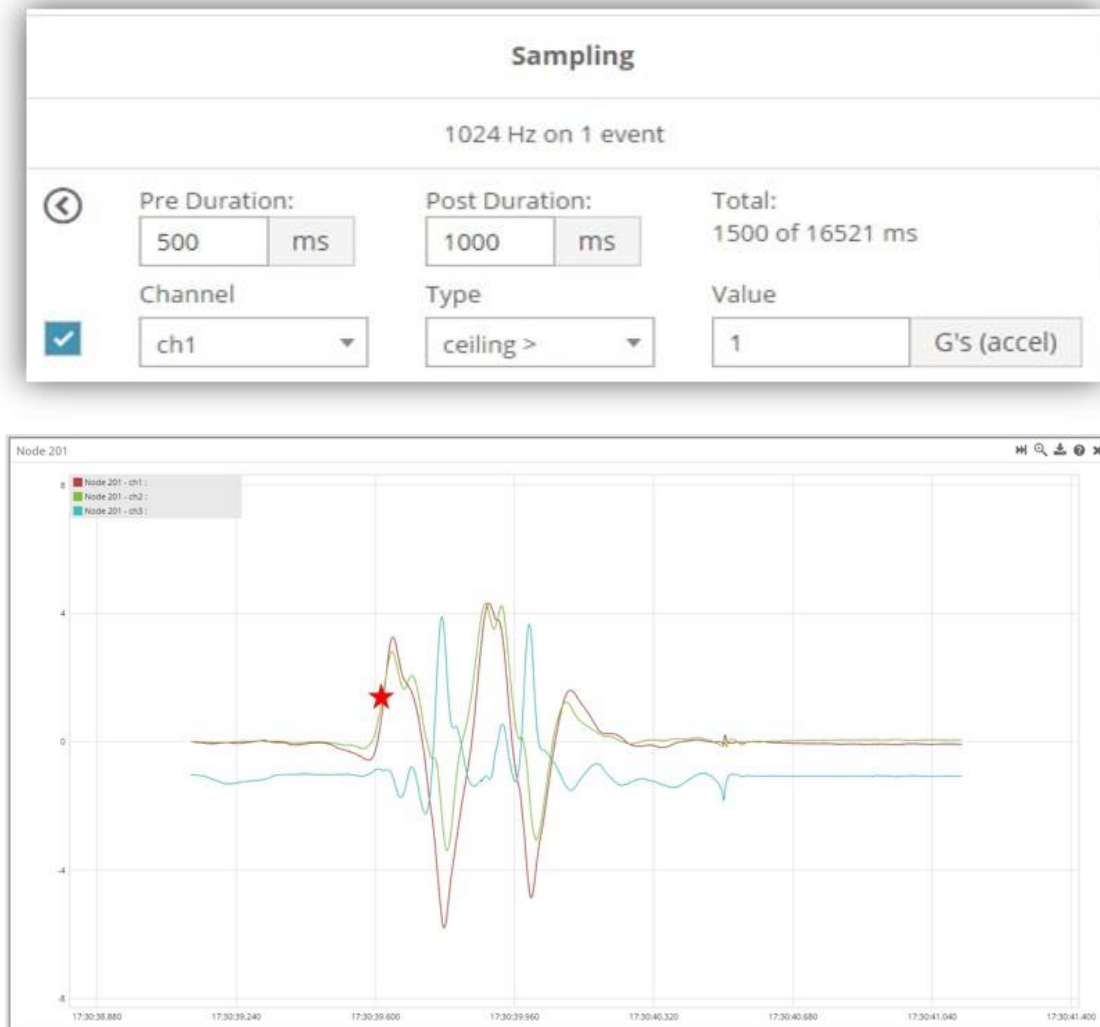 Sampling
1024 Hz on 1 event
Pre Duration: Post Duration: Total:
500 ms 1000 ms 1500 of 16521 ms
Channel Type Value
ch1 ceiling > 1 G's (accel)
Node 201
8
Node 201 - ch1 :
Node 201 - ch2 :
Node 201 - ch3 :
4
0
-4
-8
17:30:38.880 17:30:39.240 17:30:39.600 17:30:39.960 17:30:40.320 17:30:40.680 17:30:41.040 17:30:41.400